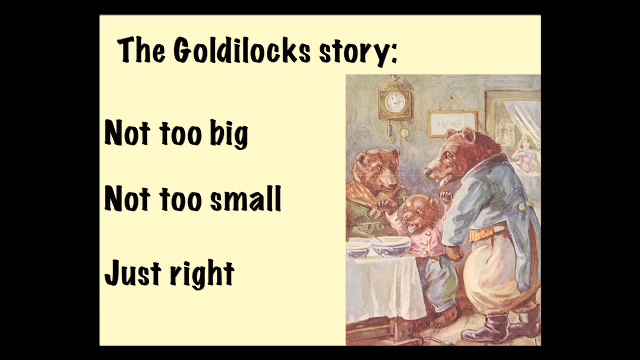 The Goldilocks story:
Not too big
Not too small
Just right